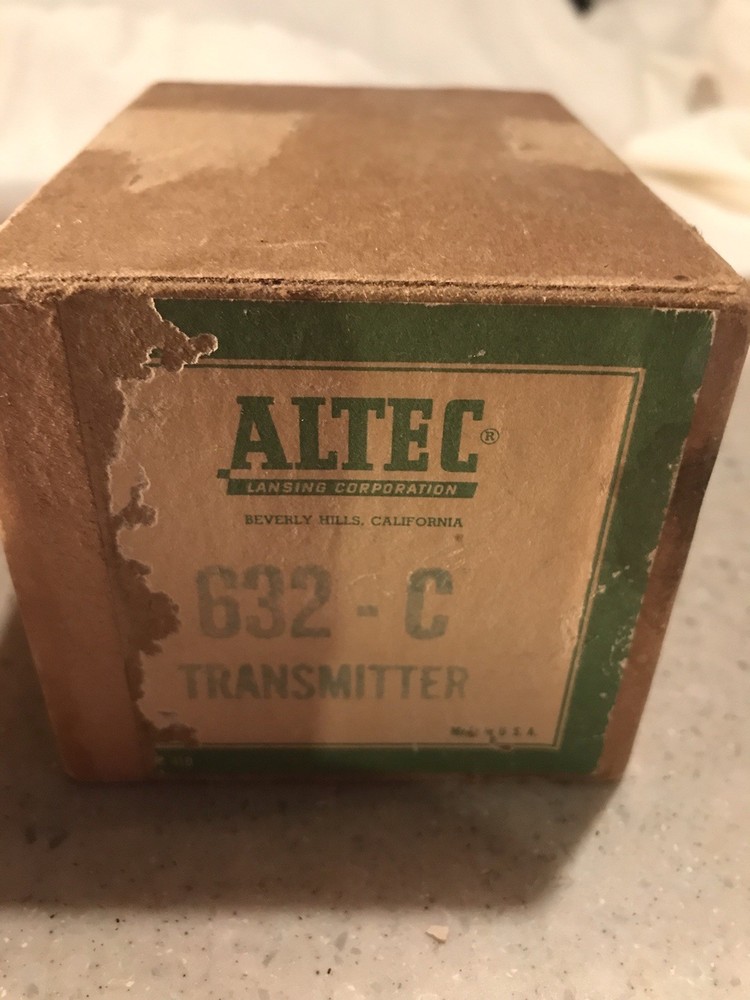 ALTEC®
LANSING CORPORATION
BEVERLY HILLS, CALIFORNIA
632 - C
TRANSMITTER
U.S.A.